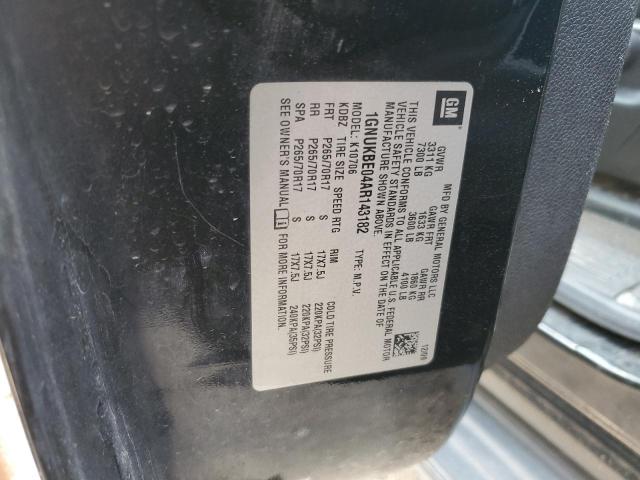 GM
MFD BY GENERAL MOTORS LLC
12/09
GVWR GAWR FRT GAWR RR
3311 KG 1633 KG 1860 KG
7300 LB 3600 LB 4100 LB
THIS VEHICLE CONFORMS TO ALL APPLICABLE U.S. FEDERAL MOTOR
VEHICLE SAFETY STANDARDS IN EFFECT ON THE DATE OF
MANUFACTURE SHOWN ABOVE.
1GNUKBE04AR143182 TYPE: M.P.V.
MODEL: K10706
KDBZ TIRE SIZE SPEED RTG RIM COLD TIRE PRESSURE
FRT P265/70R17 S 17X7.5J 220KPA(32PSI)
RR P265/70R17 S 17X7.5J 220KPA(32PSI)
SPA P265/70R17 S 17X7.5J 240KPA(35PSI)
SEE OWNER'S MANUAL FOR MORE INFORMATION.